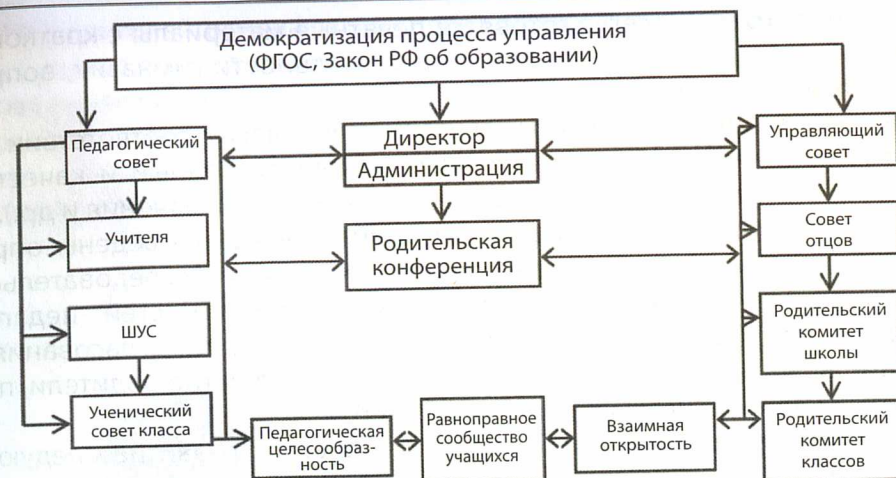 Демократизация процесса управления
(ФГОС, Закон РФ об образовании)
Педагогический
совет
Директор
Администрация
Управляющий
совет
Учителя
Родительская
конференция
Совет
отцов
ШУС
Родительский
комитет
школы
Ученический
совет класса
Педагогическая
целесообраз-
ность
Равноправное
сообщество
учащихся
Взаимная
открытость
Родительский
комитет
классов